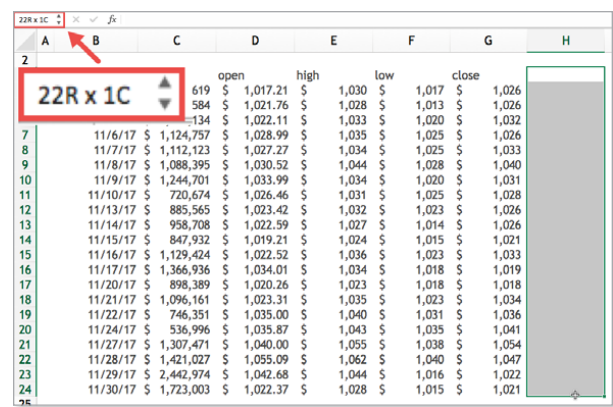 22R x 1C fx
A B C D E F G H
2
open high low close
22R x 1C
619 $ 1,017.21 $ 1,030 $ 1,017 $ 1,026
584 $ 1,021.76 $ 1,028 $ 1,013 $ 1,026
134 $ 1,022.11 $ 1,033 $ 1,020 $ 1,032
7 11/6/17 $ 1,124,757 $ 1,028.99 $ 1,035 $ 1,025 $ 1,026
8 11/7/17 $ 1,112,123 $ 1,027.27 $ 1,034 $ 1,025 $ 1,033
9 11/8/17 $ 1,088,395 $ 1,030.52 $ 1,044 $ 1,028 $ 1,040
10 11/9/17 $ 1,244,701 $ 1,033.99 $ 1,034 $ 1,020 $ 1,031
11 11/10/17 $ 720,674 $ 1,026.46 $ 1,031 $ 1,025 $ 1,028
12 11/13/17 $ 885,565 $ 1,023.42 $ 1,032 $ 1,023 $ 1,026
13 11/14/17 $ 958,708 $ 1,022.59 $ 1,027 $ 1,014 $ 1,026
14 11/15/17 $ 847,932 $ 1,019.21 $ 1,024 $ 1,015 $ 1,021
15 11/16/17 $ 1,129,424 $ 1,022.52 $ 1,036 $ 1,023 $ 1,033
16 11/17/17 $ 1,366,936 $ 1,034.01 $ 1,034 $ 1,018 $ 1,019
17 11/20/17 $ 898,389 $ 1,020.26 $ 1,023 $ 1,018 $ 1,018
18 11/21/17 $ 1,096,161 $ 1,023.31 $ 1,035 $ 1,023 $ 1,034
19 11/22/17 $ 746,351 $ 1,035.00 $ 1,040 $ 1,031 $ 1,036
20 11/24/17 $ 536,996 $ 1,035.87 $ 1,043 $ 1,035 $ 1,041
21 11/27/17 $ 1,307,471 $ 1,040.00 $ 1,055 $ 1,038 $ 1,054
22 11/28/17 $ 1,421,027 $ 1,055.09 $ 1,062 $ 1,040 $ 1,047
23 11/29/17 $ 2,442,974 $ 1,042.68 $ 1,044 $ 1,016 $ 1,022
24 11/30/17 $ 1,723,003 $ 1,022.37 $ 1,028 $ 1,015 $ 1,021
25